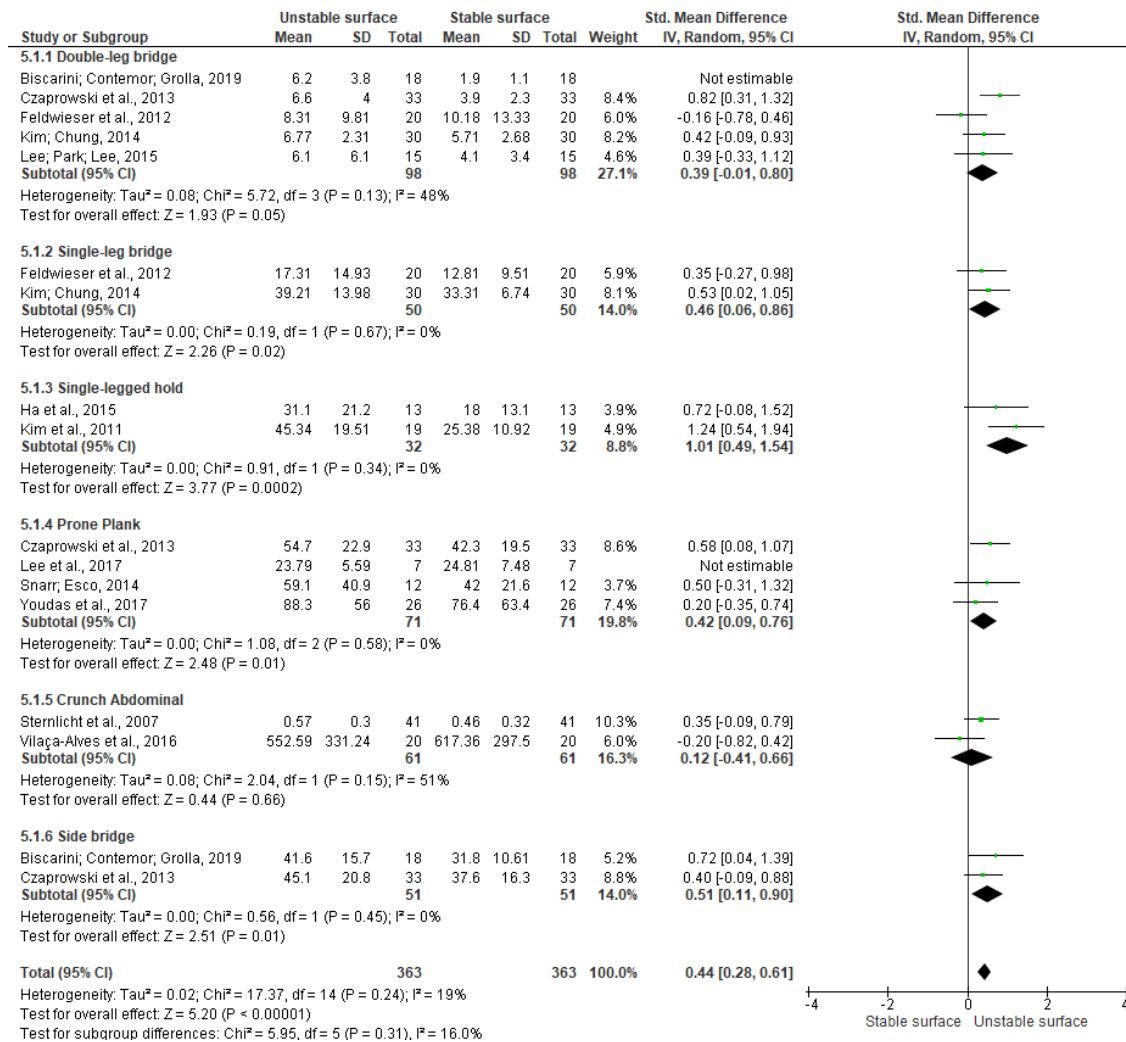 Unstable surface Stable surface Std. Mean Difference Std. Mean Difference
Study or Subgroup Mean SD Total Mean SD Total Weight IV, Random, 95% CI IV, Random, 95% CI
5.1.1 Double-leg bridge
Biscarini; Contemor; Grolla, 2019 6.2 3.8 18 1.9 1.1 18 Not estimable
Czaprowski et al., 2013 6.6 4 33 3.9 2.3 33 8.4% 0.82 [0.31, 1.32]
Feldwieser et al., 2012 8.31 9.81 20 10.18 13.33 20 6.0% -0.16 [-0.78, 0.46]
Kim; Chung, 2014 6.77 2.31 30 5.71 2.68 30 8.2% 0.42 [-0.09, 0.93]
Lee; Park; Lee, 2015 6.1 6.1 15 4.1 3.4 15 4.6% 0.39 [-0.33, 1.12]
Subtotal (95% CI) 98 98 27.1% 0.39 [-0.01, 0.80]
Heterogeneity: Tau² = 0.08; Chi² = 5.72, df = 3 (P = 0.13); I² = 48%
Test for overall effect: Z = 1.93 (P = 0.05)
5.1.2 Single-leg bridge
Feldwieser et al., 2012 17.31 14.93 20 12.81 9.51 20 5.9% 0.35 [-0.27, 0.98]
Kim; Chung, 2014 39.21 13.98 30 33.31 6.74 30 8.1% 0.53 [0.02, 1.05]
Subtotal (95% CI) 50 50 14.0% 0.46 [0.06, 0.86]
Heterogeneity: Tau² = 0.00; Chi² = 0.19, df = 1 (P = 0.67); I² = 0%
Test for overall effect: Z = 2.26 (P = 0.02)
5.1.3 Single-legged hold
Ha et al., 2015 31.1 21.2 13 18 13.1 13 3.9% 0.72 [-0.08, 1.52]
Kim et al., 2011 45.34 19.51 19 25.38 10.92 19 4.9% 1.24 [0.54, 1.94]
Subtotal (95% CI) 32 32 8.8% 1.01 [0.49, 1.54]
Heterogeneity: Tau² = 0.00; Chi² = 0.91, df = 1 (P = 0.34); I² = 0%
Test for overall effect: Z = 3.77 (P = 0.0002)
5.1.4 Prone Plank
Czaprowski et al., 2013 54.7 22.9 33 42.3 19.5 33 8.6% 0.58 [0.08, 1.07]
Lee et al., 2017 23.79 5.59 7 24.81 7.48 7 Not estimable
Snarr; Esco, 2014 59.1 40.9 12 42 21.6 12 3.7% 0.50 [-0.31, 1.32]
Youdas et al., 2017 88.3 56 26 76.4 63.4 26 7.4% 0.20 [-0.35, 0.74]
Subtotal (95% CI) 71 71 19.8% 0.42 [0.09, 0.76]
Heterogeneity: Tau² = 0.00; Chi² = 1.08, df = 2 (P = 0.58); I² = 0%
Test for overall effect: Z = 2.48 (P = 0.01)
5.1.5 Crunch Abdominal
Sternlicht et al., 2007 0.57 0.3 41 0.46 0.32 41 10.3% 0.35 [-0.09, 0.79]
Vilaça-Alves et al., 2016 552.59 331.24 20 617.36 297.5 20 6.0% -0.20 [-0.82, 0.42]
Subtotal (95% CI) 61 61 16.3% 0.12 [-0.41, 0.66]
Heterogeneity: Tau² = 0.08; Chi² = 2.04, df = 1 (P = 0.15); I² = 51%
Test for overall effect: Z = 0.44 (P = 0.66)
5.1.6 Side bridge
Biscarini; Contemor; Grolla, 2019 41.6 15.7 18 31.8 10.61 18 5.2% 0.72 [0.04, 1.39]
Czaprowski et al., 2013 45.1 20.8 33 37.6 16.3 33 8.8% 0.40 [-0.09, 0.88]
Subtotal (95% CI) 51 51 14.0% 0.51 [0.11, 0.90]
Heterogeneity: Tau² = 0.00; Chi² = 0.56, df = 1 (P = 0.45); I² = 0%
Test for overall effect: Z = 2.51 (P = 0.01)
Total (95% CI) 363 363 100.0% 0.44 [0.28, 0.61]
Heterogeneity: Tau² = 0.02; Chi² = 17.37, df = 14 (P = 0.24); I² = 19%
Test for overall effect: Z = 5.20 (P < 0.00001)
Test for subgroup differences: Chi² = 5.95, df = 5 (P = 0.31), I² = 16.0%
-4 -2 0 2 4
Stable surface Unstable surface